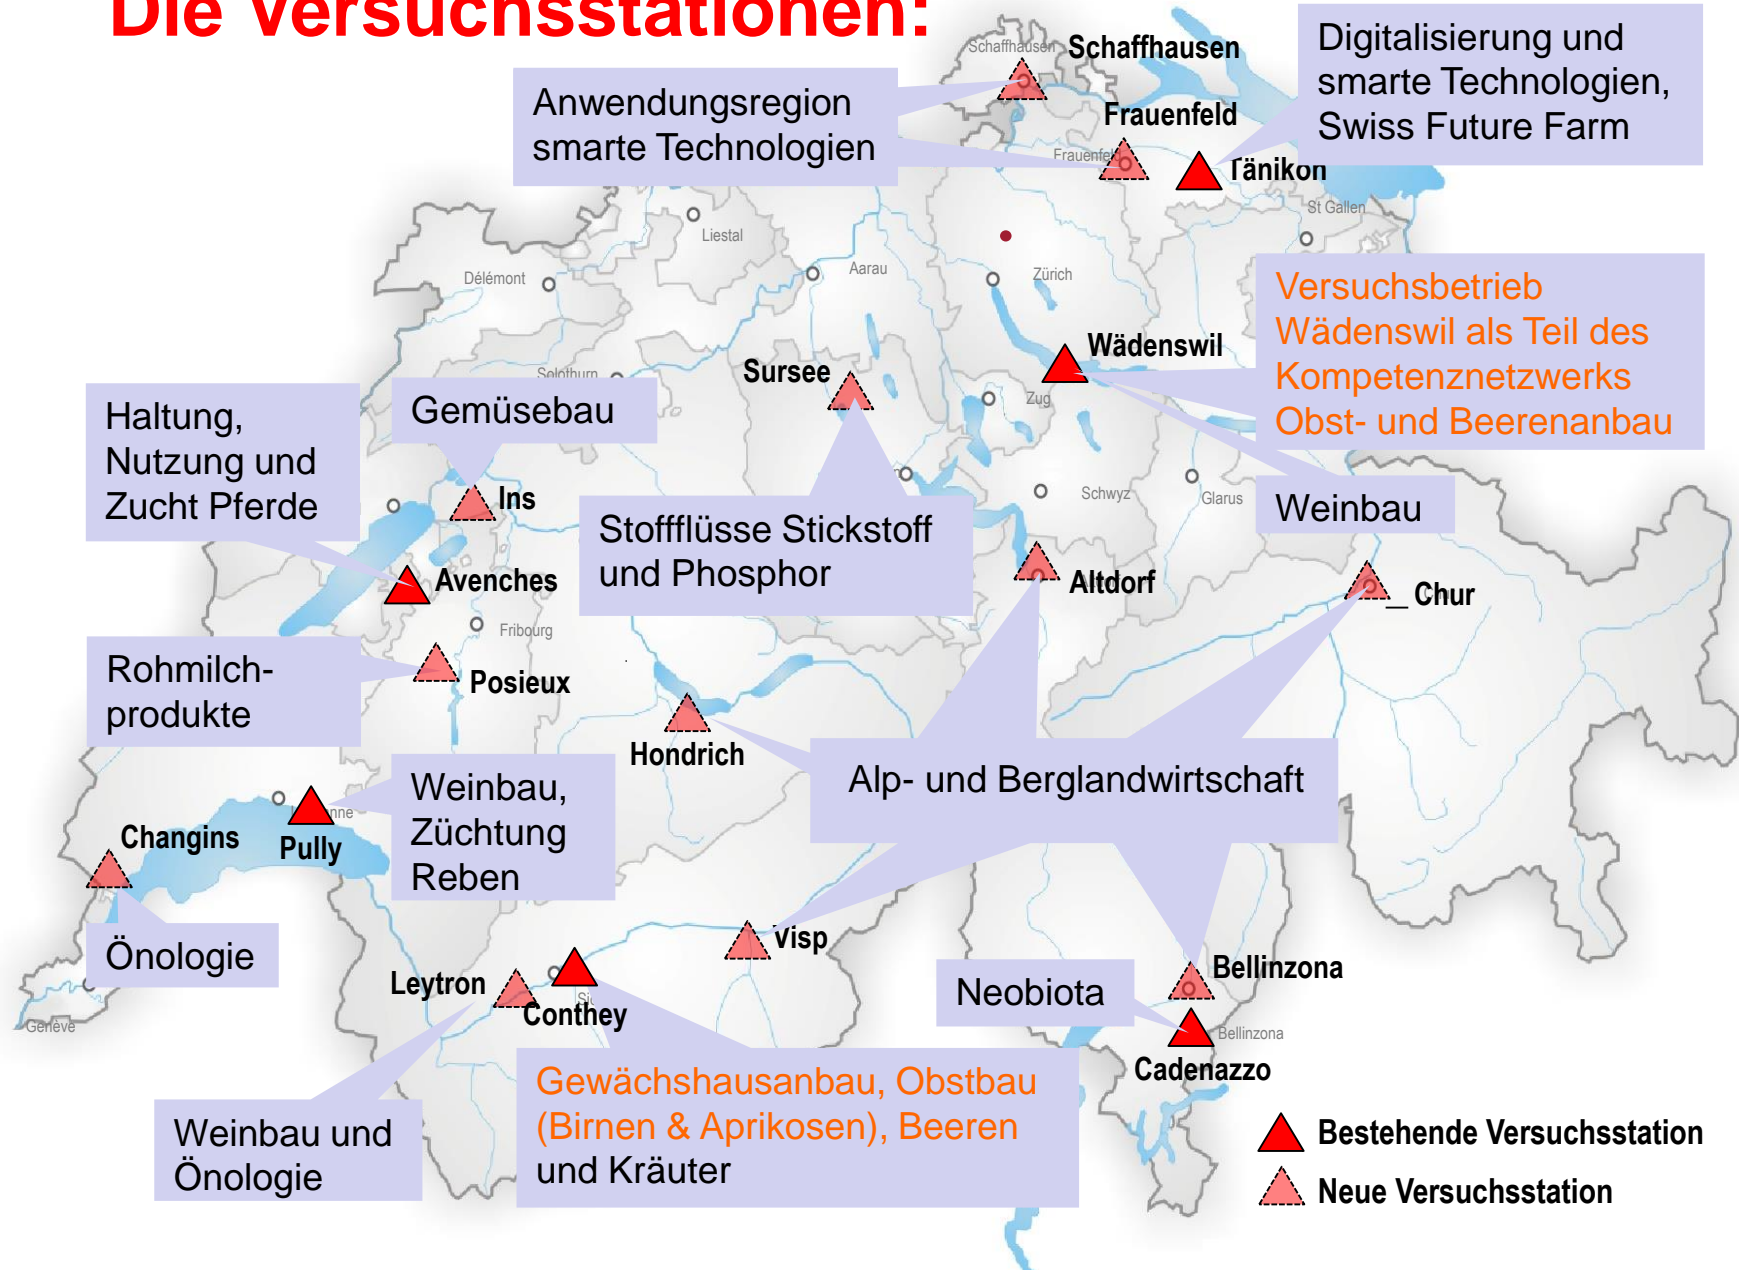 Die Versuchsstationen:
Schaffhausen
Schaffhausen
Digitalisierung und
smarte Technologien,
Swiss Future Farm
Anwendungsregion
smarte Technologien
Frauenfeld
Frauenfeld
Tänikon
St Gallen
Liestal
Délémont
Aarau
Zürich
Versuchsbetrieb
Wädenswil als Teil des
Kompetenznetzwerks
Obst- und Beerenanbau
Wädenswil
Sursee
Solothurn
Zug
Haltung,
Nutzung und
Zucht Pferde
Gemüsebau
Ins
Schwyz
Glarus
Weinbau
Stoffflüsse Stickstoff
und Phosphor
Avenches
Altdorf
_ Chur
Fribourg
Rohmilch-
produkte
Posieux
Hondrich
Alp- und Berglandwirtschaft
Weinbau,
Züchtung
Reben
Changins
Pully
Önologie
Visp
Leytron
Conthey
Neobiota
Bellinzona
Bellinzona
Cadenazzo
Genève
Gewächshausanbau, Obstbau
(Birnen & Aprikosen), Beeren
und Kräuter
Weinbau und
Önologie
Bestehende Versuchsstation
Neue Versuchsstation